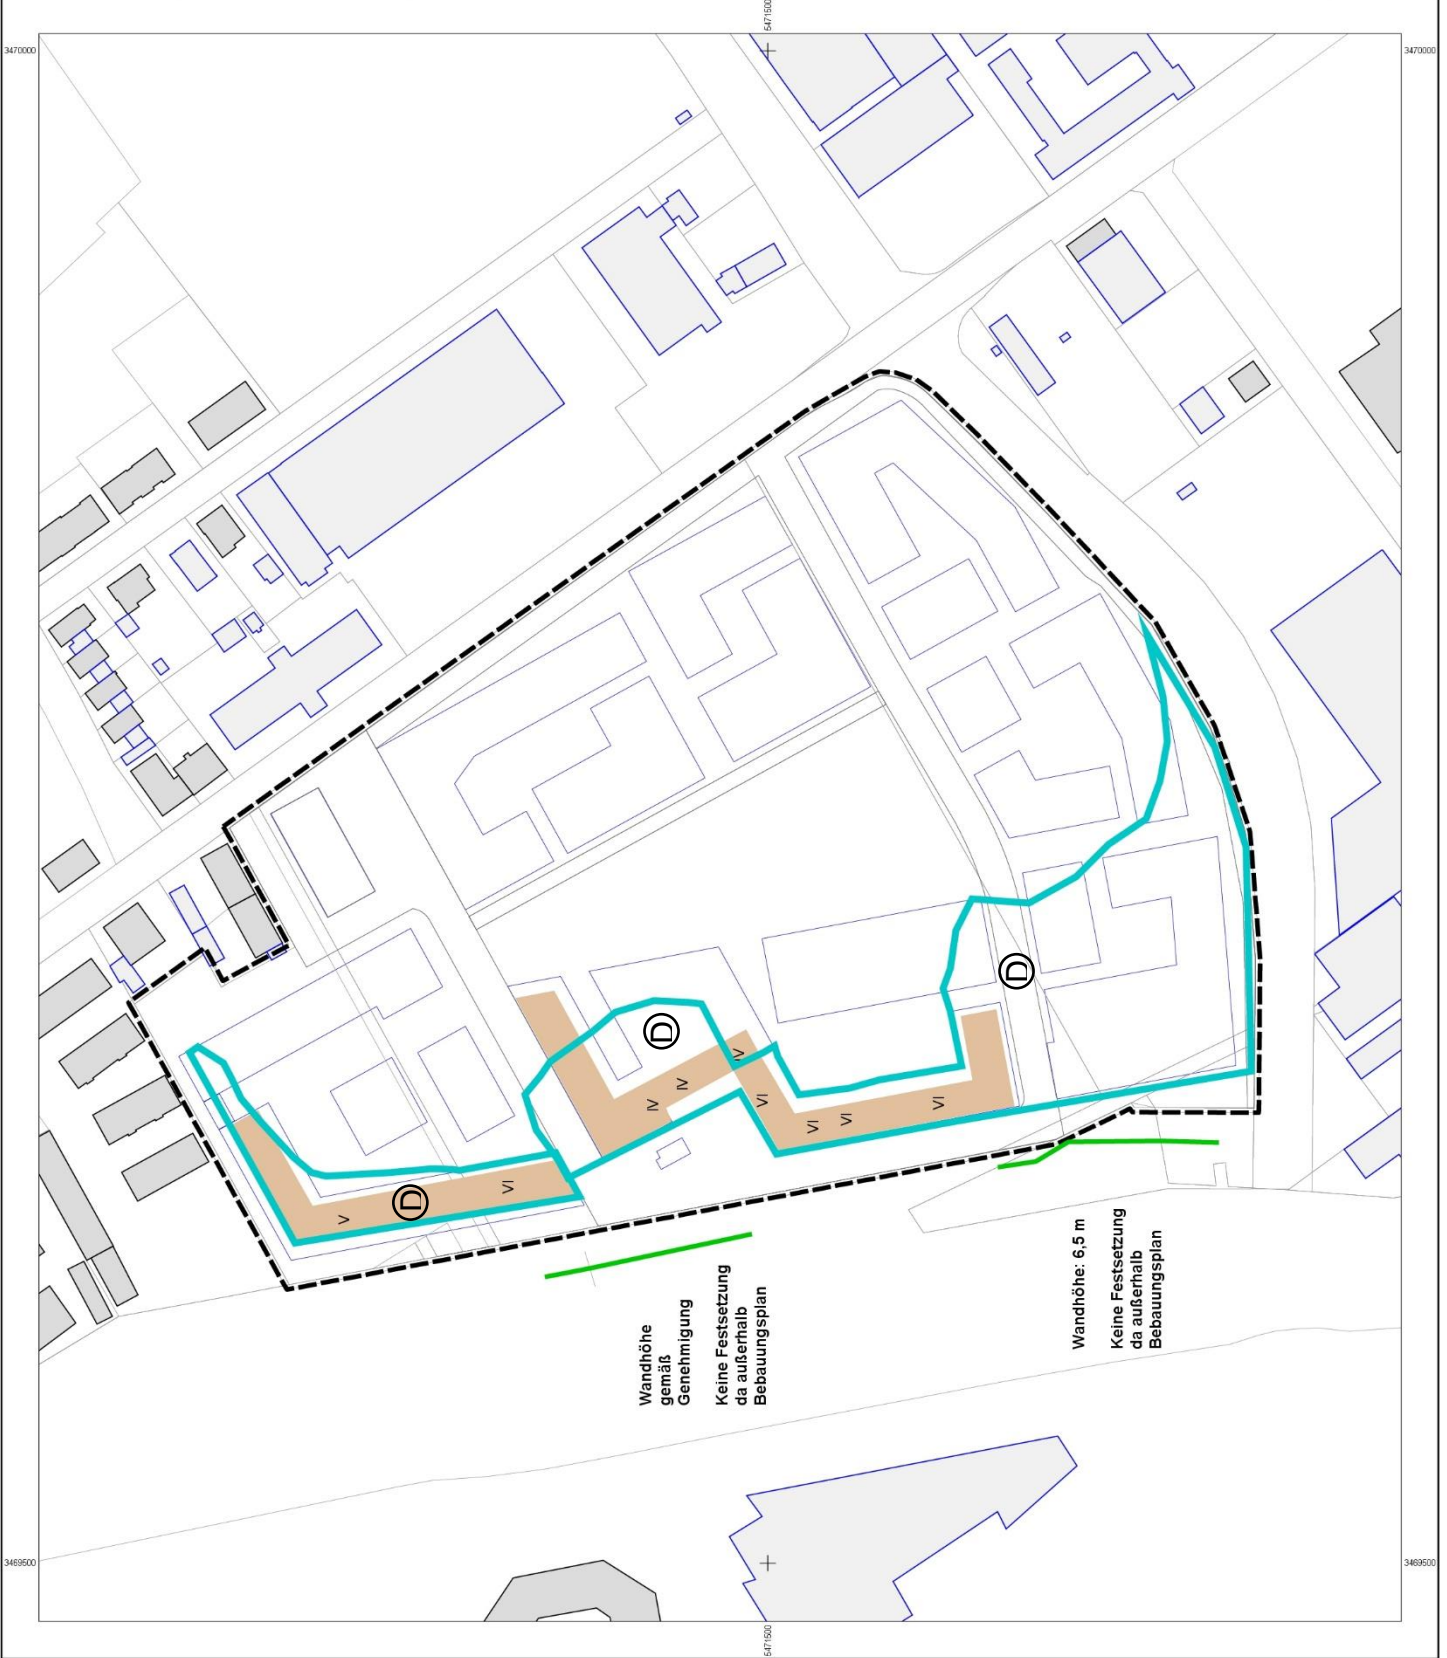 5471500
3470000
3470000
D
D
IV
IV
IV
VI
VI
VI
VI
D
V
VI
Wandhöhe
gemäß
Genehmigung
Keine Festsetzung
da außerhalb
Bebauungsplan
Wandhöhe: 6,5 m
Keine Festsetzung
da außerhalb
Bebauungsplan
3469500
3469500
5471500